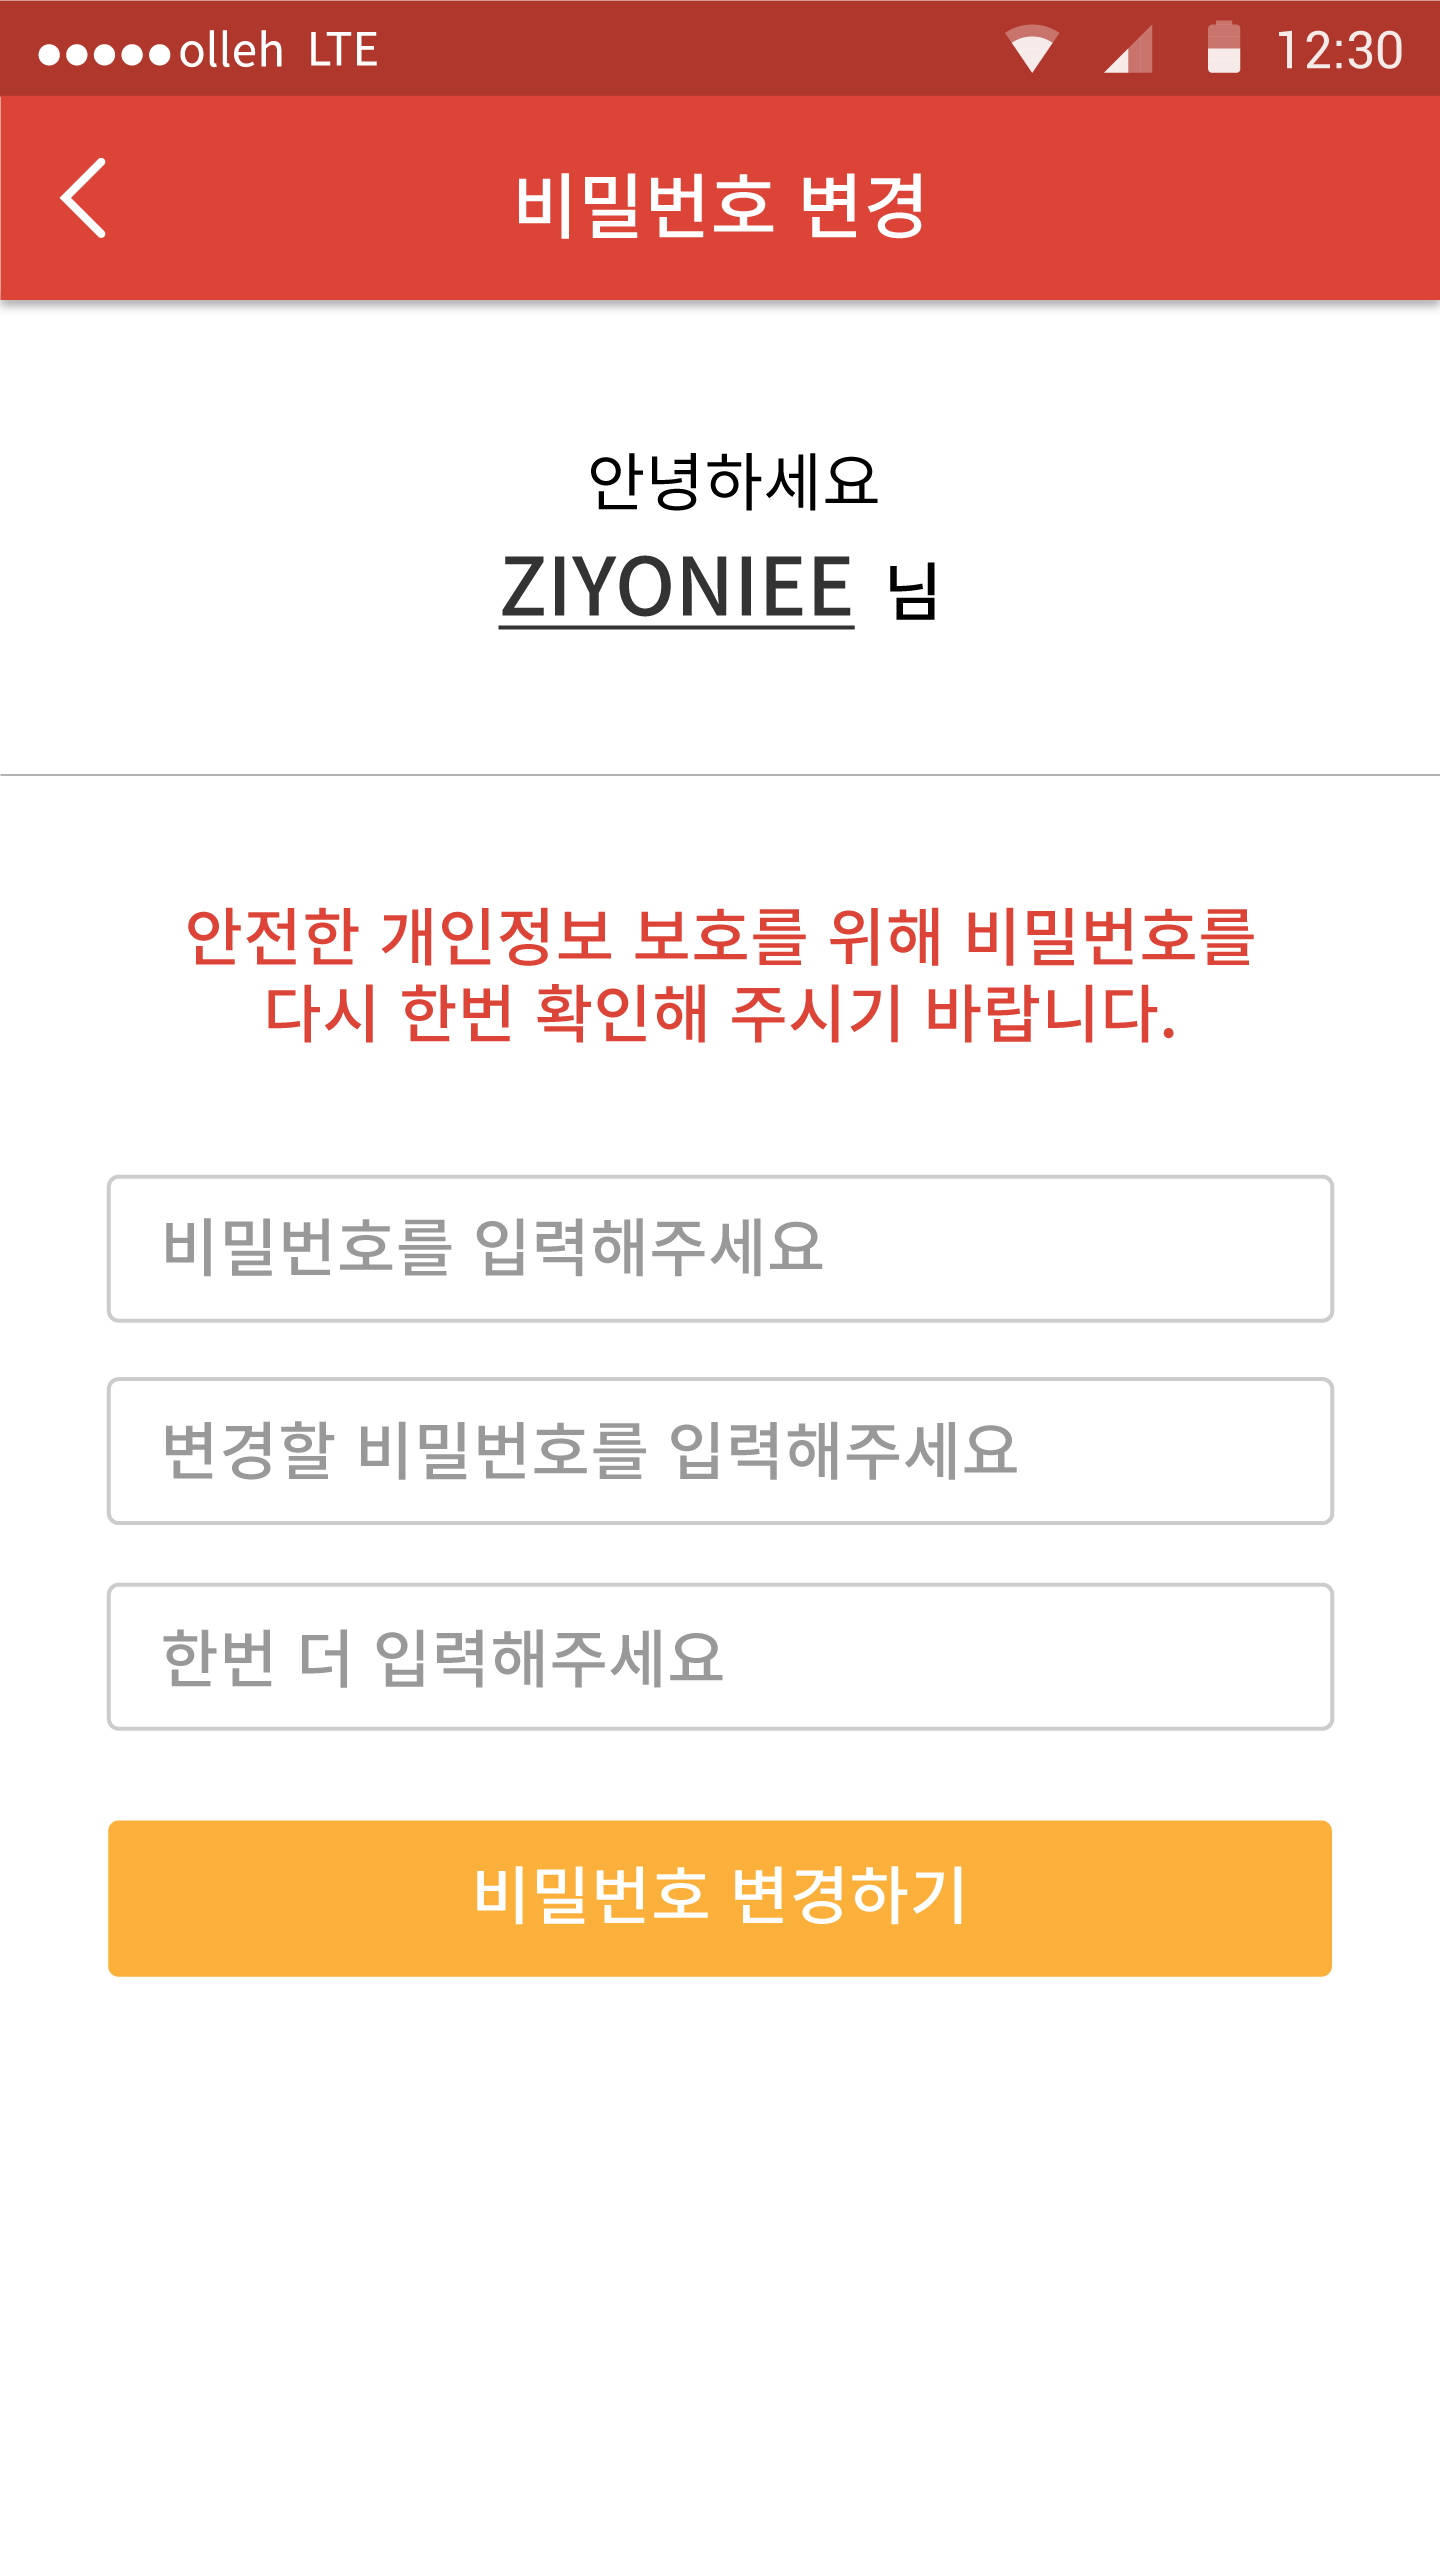 ●●●●● olleh LTE 12:30
비밀번호 변경
안녕하세요
ZIYONIEE 님
안전한 개인정보 보호를 위해 비밀번호를
다시 한번 확인해 주시기 바랍니다.
비밀번호를 입력해주세요
변경할 비밀번호를 입력해주세요
한번 더 입력해주세요
비밀번호 변경하기